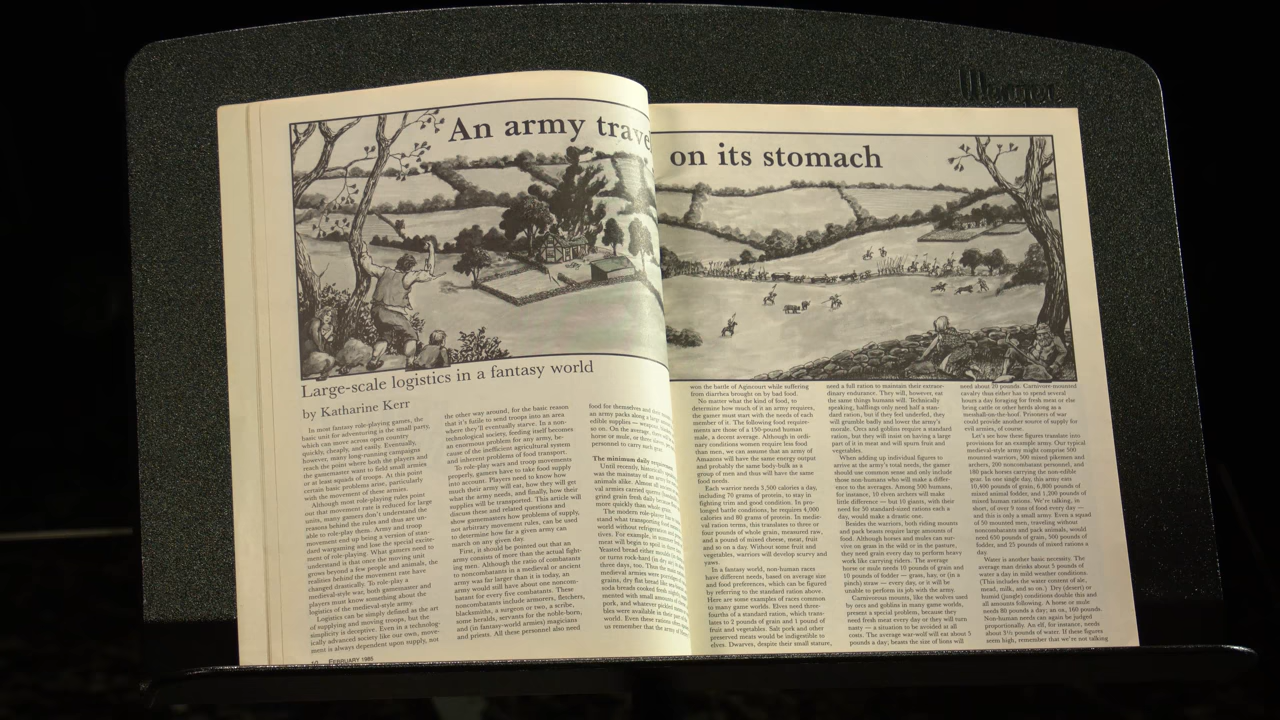 Wenger
An army trave
on its stomach
Large-scale logistics in a fantasy world
by Katharine Kerr
In most fantasy role-playing games, the
basic unit for adventuring is the small party,
which can move across open country
quickly, cheaply, and easily. Eventually,
however, many long-running campaigns
reach the point where both the players and
the gamemaster want to field small armies
or at least squads of troops. At this point
certain basic problems arise, particularly
with the movement of these armies.
Although most role-playing rules point
out that movement rate is reduced for large
units, many gamers don't understand the
reasons behind the rules and thus are un-
able to role-play them. Army and troop
movement end up being a version of stan-
dard wargaming and lose the special excite-
ment of role-playing. What gamers need to
understand is that once the moving unit
grows beyond a few people and animals, the
realities behind the movement rate have
changed drastically. To role-play a
medieval-style war, both gamemaster and
players must know something about the
logistics of the medieval-style army.
Logistics can be simply defined as the art
of supplying and moving troops, but the
simplicity is deceptive. Even in a technolog-
ically advanced society like our own, move-
ment is always dependent upon supply, not
the other way around, for the basic reason
that it's futile to send troops into an area
where they'll eventually starve. In a non-
technological society, feeding itself becomes
an enormous problem for any army, be-
cause of the inefficient agricultural system
and inherent problems of food transport.
To role-play wars and troop movements
properly, gamers have to take food supply
into account. Players need to know how
much their army will eat, how they'll get
what the army needs, and finally, how their
supplies will be transported. This article will
discuss these and related questions and
show gamemasters how problems of supply,
not arbitrary movement rules, can be used
to determine how far a given army can
march on any given day.
First, it should be pointed out that an
army consists of more than the actual fight-
ing men. Although the ratio of combatants
to noncombatants in a medieval or ancient
army was far larger than it is today, an
army would still have about one noncom-
batant for every five combatants. These
noncombatants include armorers, fletchers,
blacksmiths, a surgeon or two, a scribe,
some heralds, servants for the noble-born,
and (in fantasy-world armies) magicians
and priests. All these personnel also need
food for themselves and their
an army packs along a large
edible supplies — weapons,
so on. On the average, there will
horse or mule, or three
personnel to carry such
The minimum daily requirements
Until recently, historically
was the mainstay of an army
animals alike. Almost all
val armies carried
grind grain fresh daily because
more quickly than whole grain.
The modern role-player
stand what transporting food
world without refrigeration
tives. For example, in
meat will begin to spoil in
Yeasted bread either molds
or turns rock-hard (in dry air)
three days, too. Thus the
medieval armies were
grains, dry flat bread
soda breads cooked fresh
mented with small amounts of
pork, and whatever pickled
bles were available in their
world. Even these rations
us remember that the army of
won the battle of Agincourt while suffering
from diarrhea brought on by bad food.
No matter what the kind of food, to
determine how much of it an army requires,
the gamer must start with the needs of each
member of it. The following food require-
ments are those of a 150-pound human
male, a decent average. Although in ordi-
nary conditions women require less food
than men, we can assume that an army of
Amazons will have the same energy output
and probably the same body-bulk as a
group of men and thus will have the same
food needs.
Each warrior needs 3,500 calories a day,
including 70 grams of protein, to stay in
fighting trim and good condition. In pro-
longed battle conditions, he requires 4,000
calories and 80 grams of protein. In medie-
val ration terms, this translates to three or
four pounds of whole grain, measured raw,
and a pound of mixed cheese, meat, fruit
and so on a day. Without some fruit and
vegetables, warriors will develop scurvy and
yaws.
In a fantasy world, non-human races
have different needs, based on average size
and food preferences, which can be figured
by referring to the standard ration above.
Here are some examples of races common
to many game worlds. Elves need three-
fourths of a standard ration, which trans-
lates to 2 pounds of grain and 1 pound of
fruit and vegetables. Salt pork and other
preserved meats would be indigestible to
elves. Dwarves, despite their small stature,
need a full ration to maintain their extraor-
dinary endurance. They will, however, eat
the same things humans will. Technically
speaking, halflings only need half a stan-
dard ration, but if they feel underfed, they
will grumble badly and lower the army's
morale. Orcs and goblins require a standard
ration, but they will insist on having a large
part of it in meat and will spurn fruit and
vegetables.
When adding up individual figures to
arrive at the army's total needs, the gamer
should use common sense and only include
those non-humans who will make a differ-
ence to the averages. Among 500 humans,
for instance, 10 elven archers will make
little difference — but 10 giants, with their
need for 50 standard-sized rations each a
day, would make a drastic one.
Besides the warriors, both riding mounts
and pack beasts require large amounts of
food. Although horses and mules can sur-
vive on grass in the wild or in the pasture,
they need grain every day to perform heavy
work like carrying riders. The average
horse or mule needs 10 pounds of grain and
10 pounds of fodder — grass, hay, or (in a
pinch) straw — every day, or it will be
unable to perform its job with the army.
Carnivorous mounts, like the wolves used
by orcs and goblins in many game worlds,
present a special problem, because they
need fresh meat every day or they will turn
nasty — a situation to be avoided at all
costs. The average war-wolf will eat about 5
pounds a day; beasts the size of lions will
need about 20 pounds. Carnivore-mounted
cavalry thus either has to spend several
hours a day foraging for fresh meat or else
bring cattle or other herds along as a
meatball-on-the-hoof. Prisoners of war
could provide another source of supply for
evil armies, of course.
Let's see how these figures translate into
provisions for an example army. Our typical
medieval-style army might comprise 500
mounted warriors, 300 mixed pikemen and
archers, 200 noncombatant personnel, and
180 pack horses carrying the non-edible
gear. In one single day, this army eats
10,800 pounds of grain, 6,800 pounds of
mixed animal fodder, and 1,200 pounds of
mixed human rations. We're talking, in
short, of over 9 tons of food every day —
and this is only a small army. Even a squad
of 50 mounted men, traveling without
noncombatants and pack animals, would
need 650 pounds of grain, 500 pounds of
fodder, and 25 pounds of mixed rations a
day.
Water is another basic necessity. The
average man drinks about 5 pounds of
water a day in mild weather conditions.
(This includes the water content of ale,
mead, milk, and so on.) Dry (desert) or
humid (jungle) conditions double this and
all amounts following. A horse or mule
needs 80 pounds a day; an ox, 160 pounds.
Non-human needs can again be judged
proportionally. An elf, for instance, needs
about 3½ pounds of water. If these figures
seem high, remember that we're not talking
10 FEBRUARY 1986